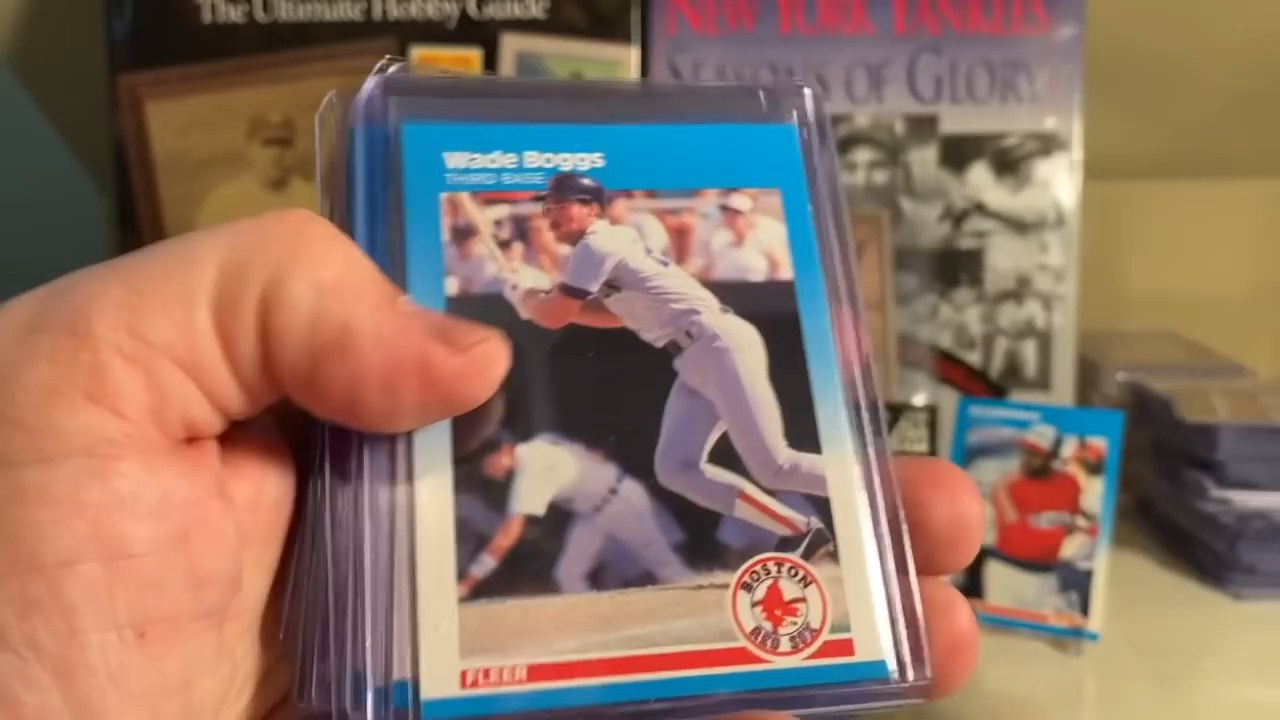 The Ultimate Hobby Guide
NEW YORK YANKEES
SEASONS OF GLORY
Wade Boggs
THIRD BASE
BOSTON
RED SOX
FLEER